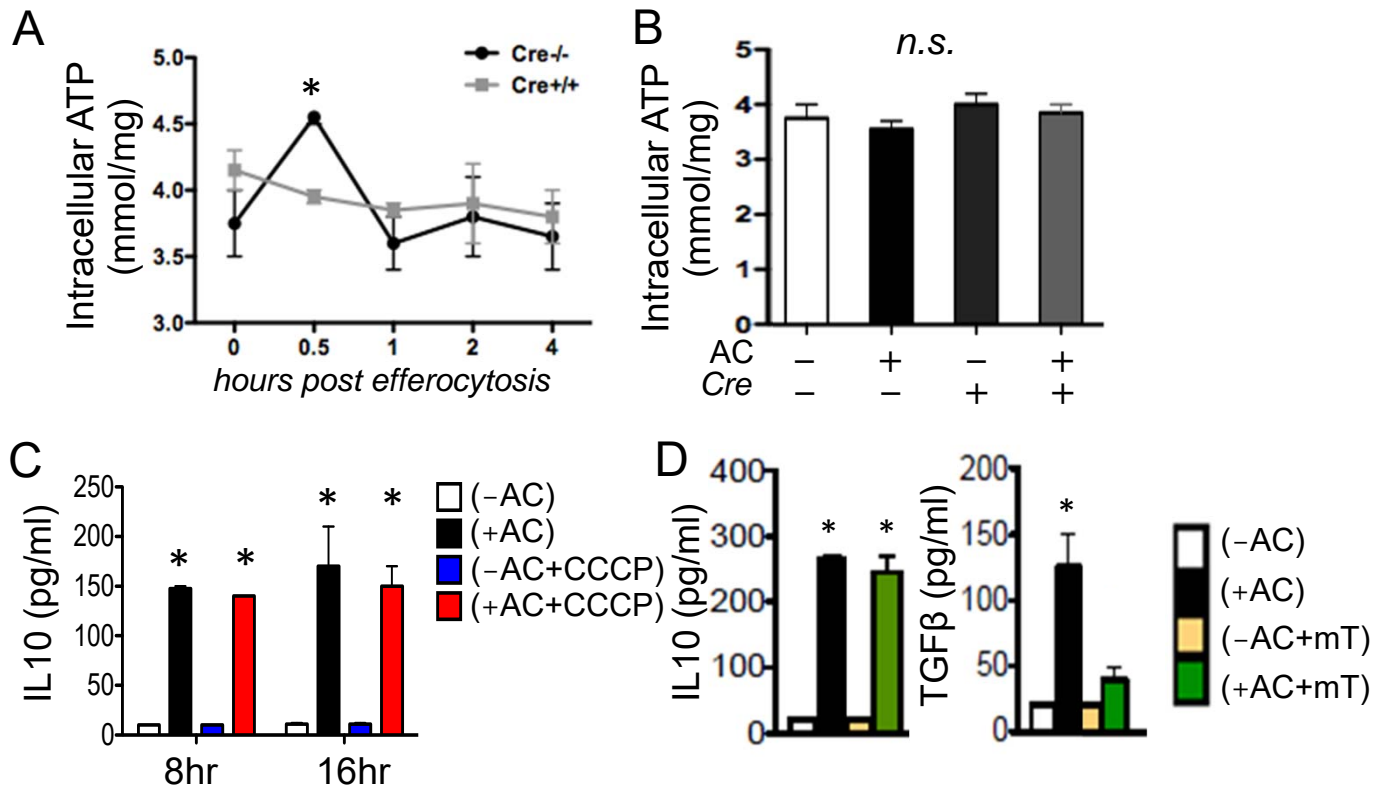 A
Intracellular ATP
(mmol/mg)
5.0
4.5
4.0
3.5
3.0
Cre-/-
Cre+/+
*
0 0.5 1 2 4
hours post efferocytosis
B
Intracellular ATP
(mmol/mg)
n.s.
5
4
3
2
1
0
AC − + − +
Cre − − + +
C
IL10 (pg/ml)
250
200
150
100
50
0
* * * *
8hr 16hr
(−AC)
(+AC)
(−AC+CCCP)
(+AC+CCCP)
D
IL10 (pg/ml)
400
300
200
100
0
* *
TGFβ (pg/ml)
200
150
100
50
0
*
(−AC)
(+AC)
(−AC+mT)
(+AC+mT)